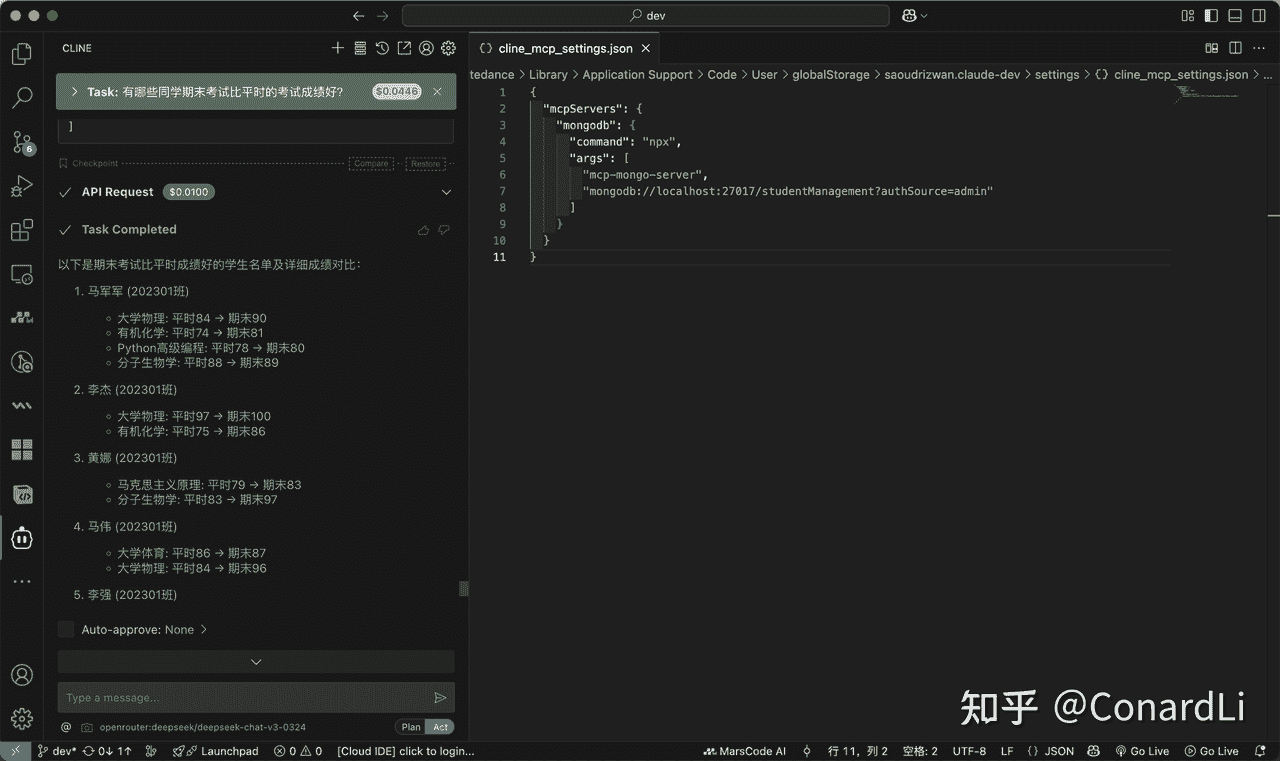 dev
CLINE
Task: 有哪些同学期末考试比平时的考试成绩好?
$0.0446
]
Checkpoint
Compare
Restore
API Request
$0.0100
Task Completed
以下是期末考试比平时成绩好的学生名单及详细成绩对比:
1. 马军军 (202301班)
大学物理: 平时84 → 期末90
有机化学: 平时74 → 期末81
Python高级编程: 平时78 → 期末80
分子生物学: 平时88 → 期末89
2. 李杰 (202301班)
大学物理: 平时97 → 期末100
有机化学: 平时75 → 期末86
3. 黄娜 (202301班)
马克思主义原理: 平时79 → 期末83
分子生物学: 平时83 → 期末97
4. 马伟 (202301班)
大学体育: 平时86 → 期末87
大学物理: 平时84 → 期末96
5. 李强 (202301班)
Auto-approve: None >
Type a message...
@ openrouter:deepseek/deepseek-chat-v3-0324
Plan Act
{} cline_mcp_settings.json
tedance > Library > Application Support > Code > User > globalStorage > saoudrizwan.claude-dev > settings > {} cline_mcp_settings.json > ...
1 {
2 "mcpServers": {
3 "mongodb": {
4 "command": "npx",
5 "args": [
6 "mcp-mongo-server",
7 "mongodb://localhost:27017/studentManagement?authSource=admin"
8 ]
9 }
10 }
11 }
6
知乎 @ConardLi
dev* 0↓ 1↑ Launchpad 0 0 [Cloud IDE] click to login... MarsCode AI 行 11，列 2 空格: 2 UTF-8 LF {} JSON Go Live Go Live